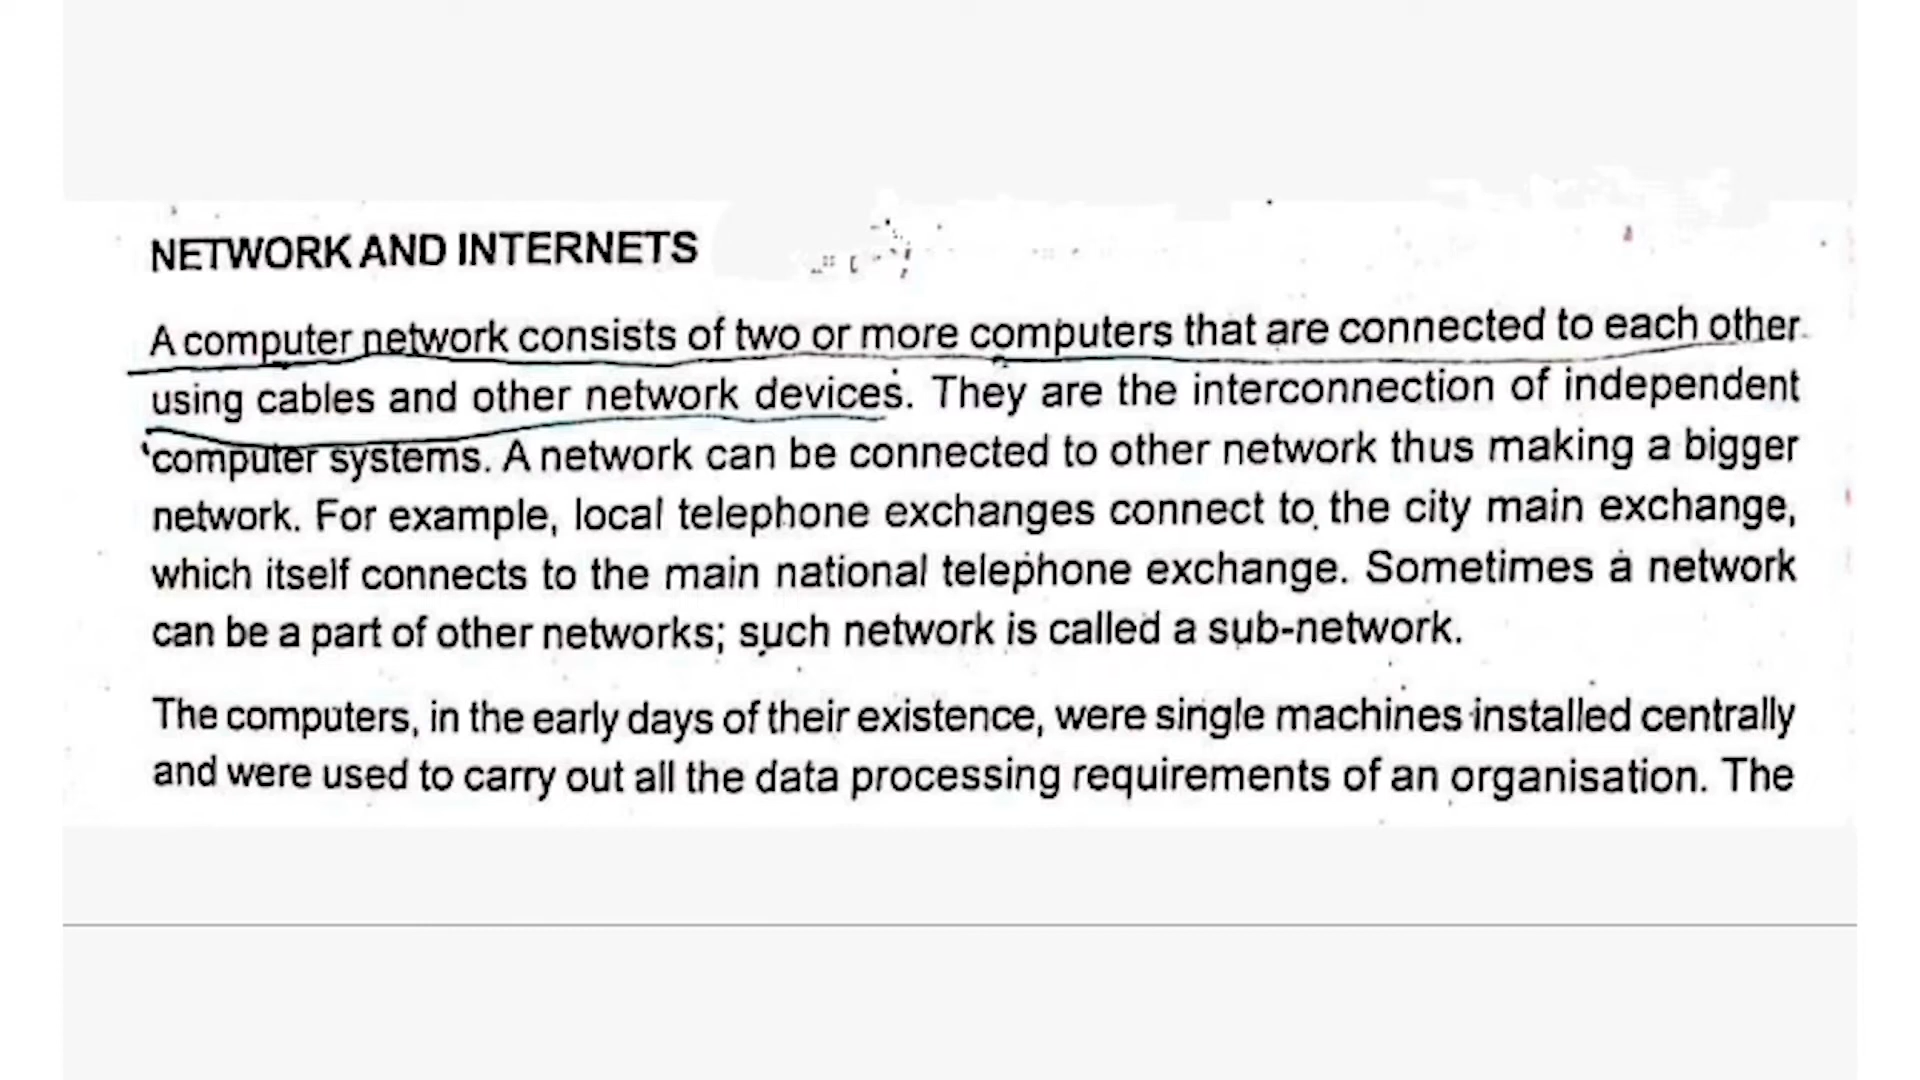 NETWORK AND INTERNETS
A computer network consists of two or more computers that are connected to each other
using cables and other network devices. They are the interconnection of independent
computer systems. A network can be connected to other network thus making a bigger
network. For example, local telephone exchanges connect to the city main exchange,
which itself connects to the main national telephone exchange. Sometimes a network
can be a part of other networks; such network is called a sub-network.
The computers, in the early days of their existence, were single machines installed centrally
and were used to carry out all the data processing requirements of an organisation. The